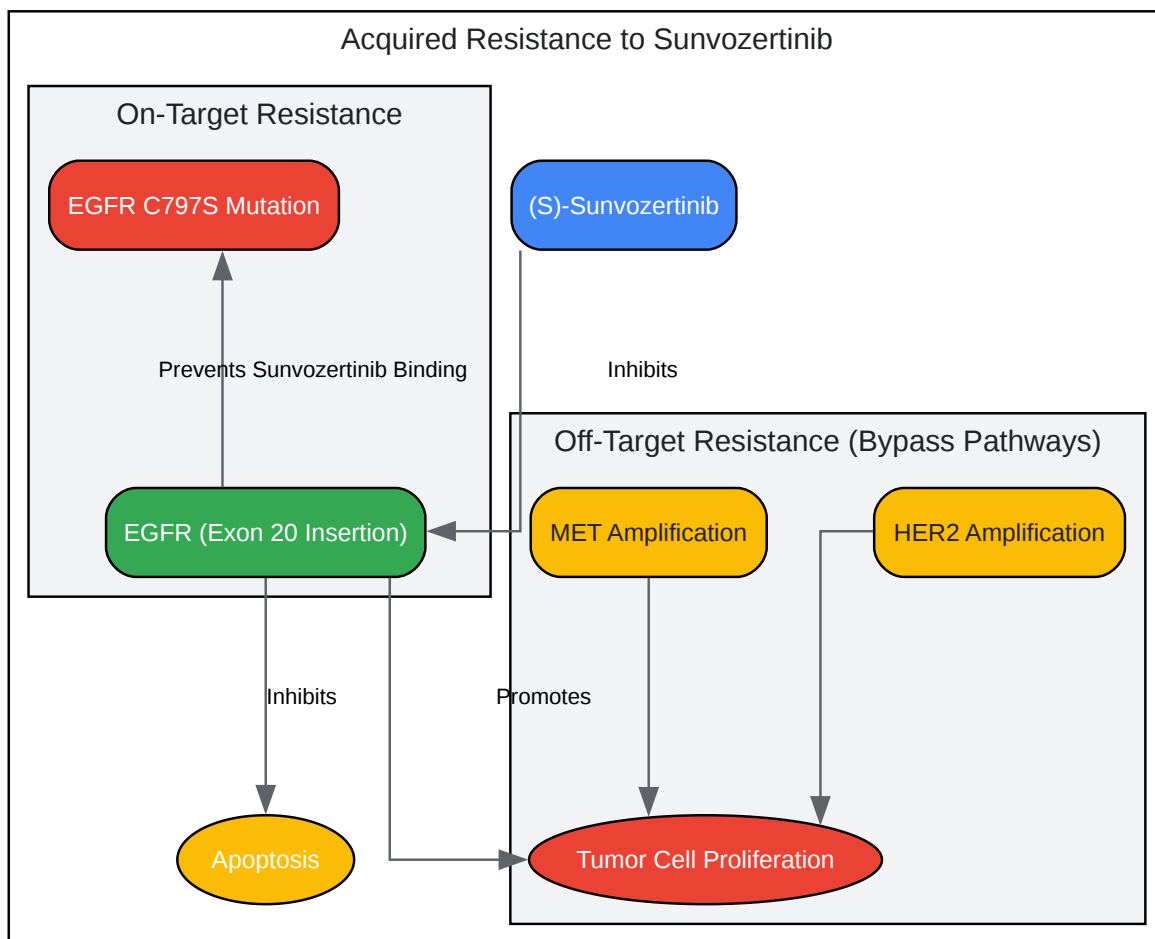 Acquired Resistance to Sunvozertinib
On-Target Resistance
EGFR C797S Mutation
(S)-Sunvozertinib
Prevents Sunvozertinib Binding
Inhibits
Off-Target Resistance (Bypass Pathways)
EGFR (Exon 20 Insertion)
MET Amplification
HER2 Amplification
Inhibits
Promotes
Apoptosis
Tumor Cell Proliferation